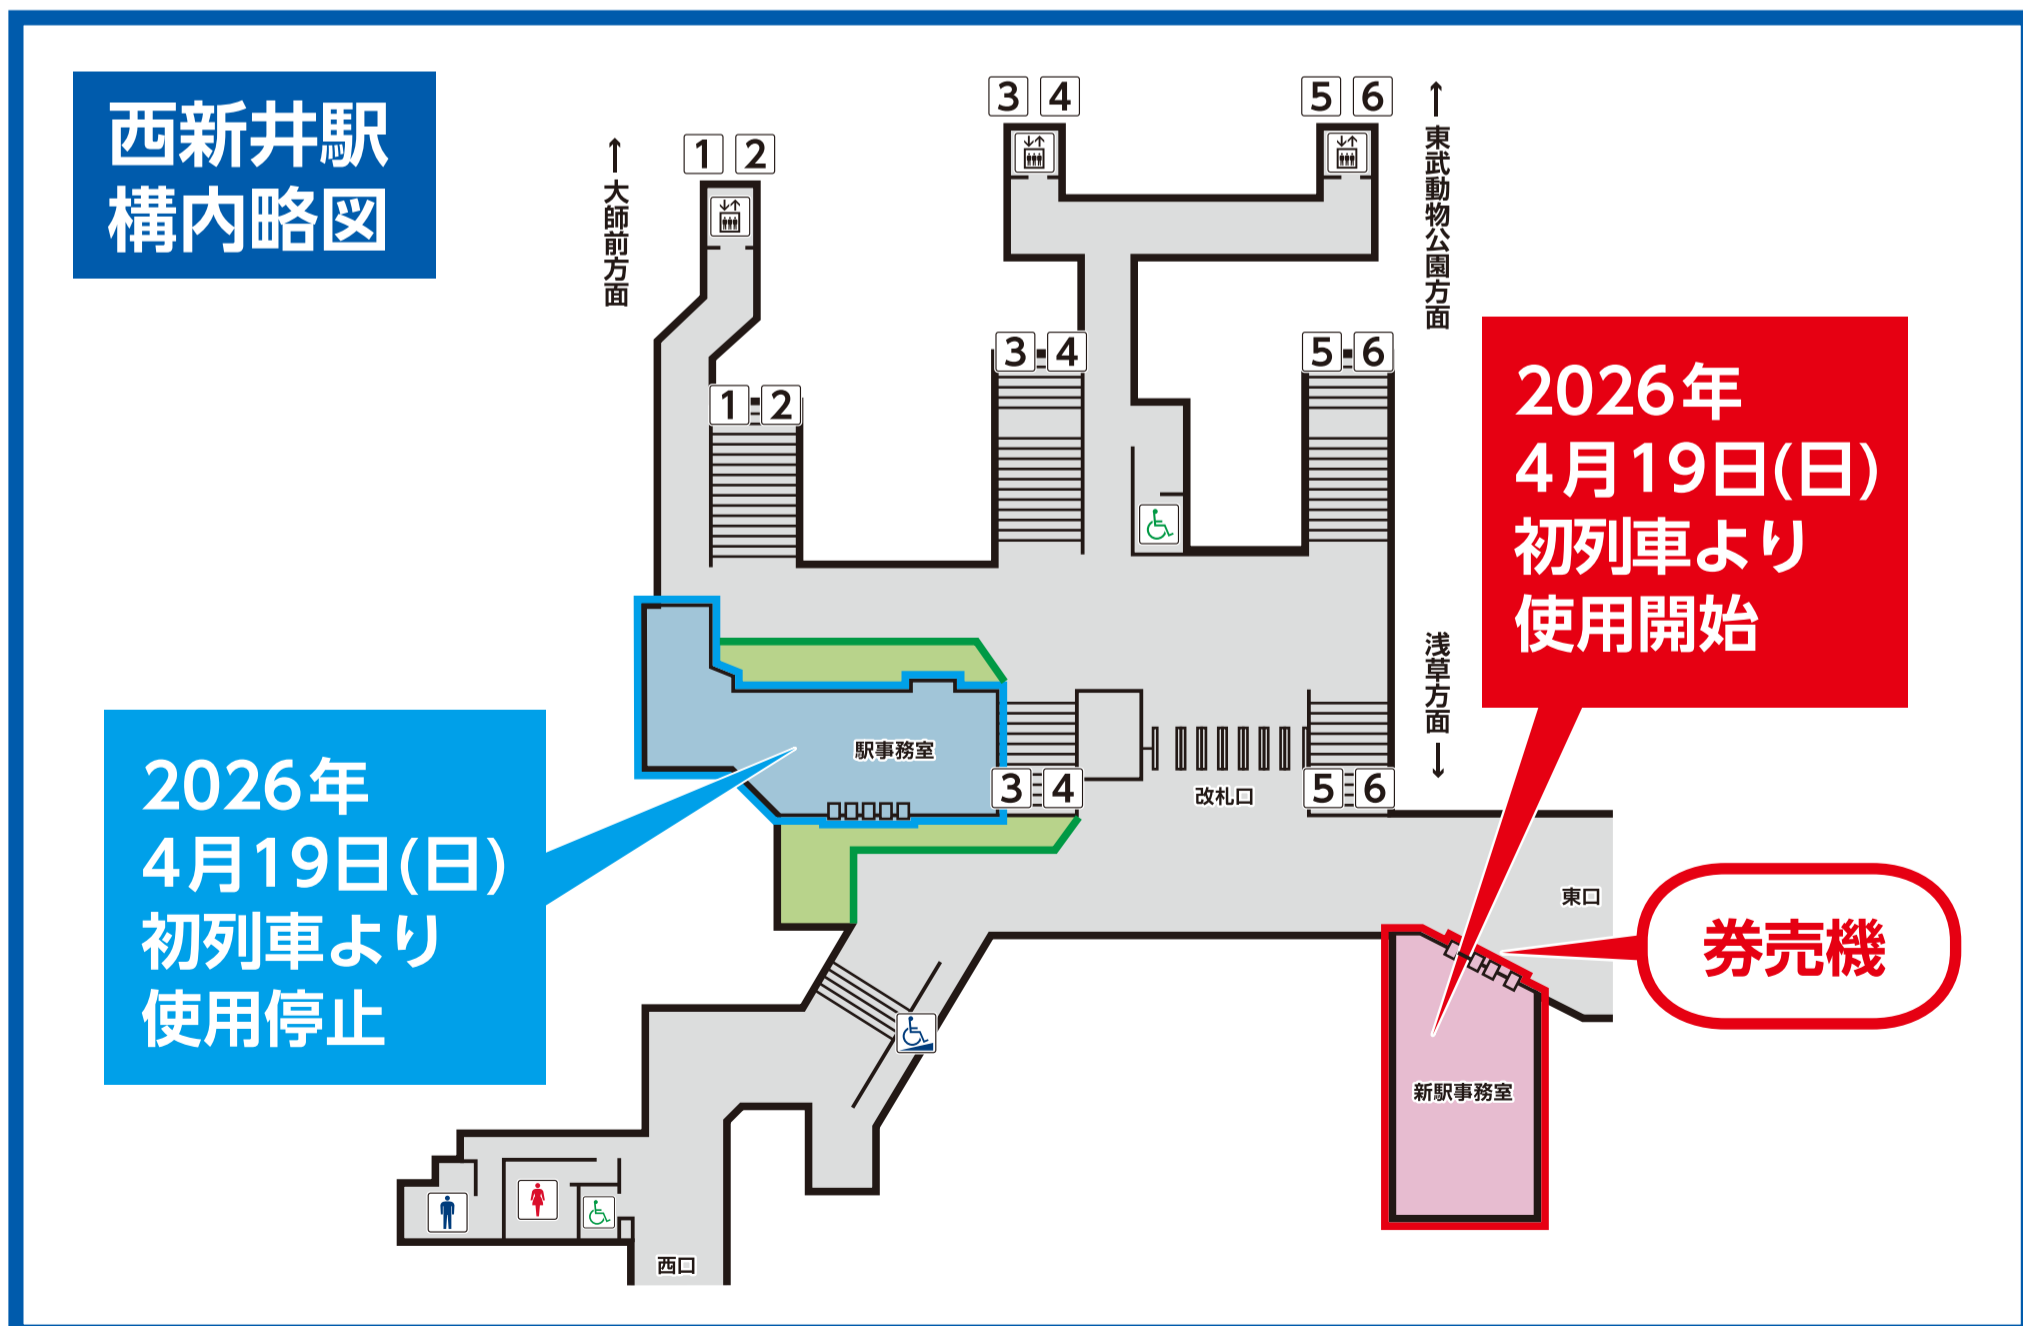 西新井駅
構内略図
3 4
5 6
↑東武動物公園方面
1 2
↑大師前方面
3 4
5 6
1 2
2026年
4月19日(日)
初列車より
使用開始
浅草方面↓
駅事務室
2026年
4月19日(日)
初列車より
使用停止
3 4
改札口
5 6
東口
券売機
新駅事務室
西口